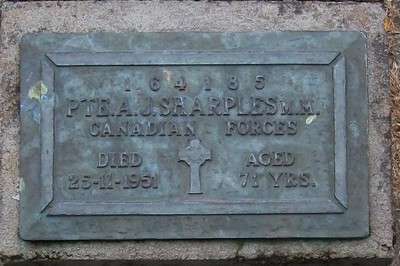 164185
PTE. A. J. SHARPLES M.M.
CANADIAN FORCES
DIED AGED
25-11-1951 71 YRS.